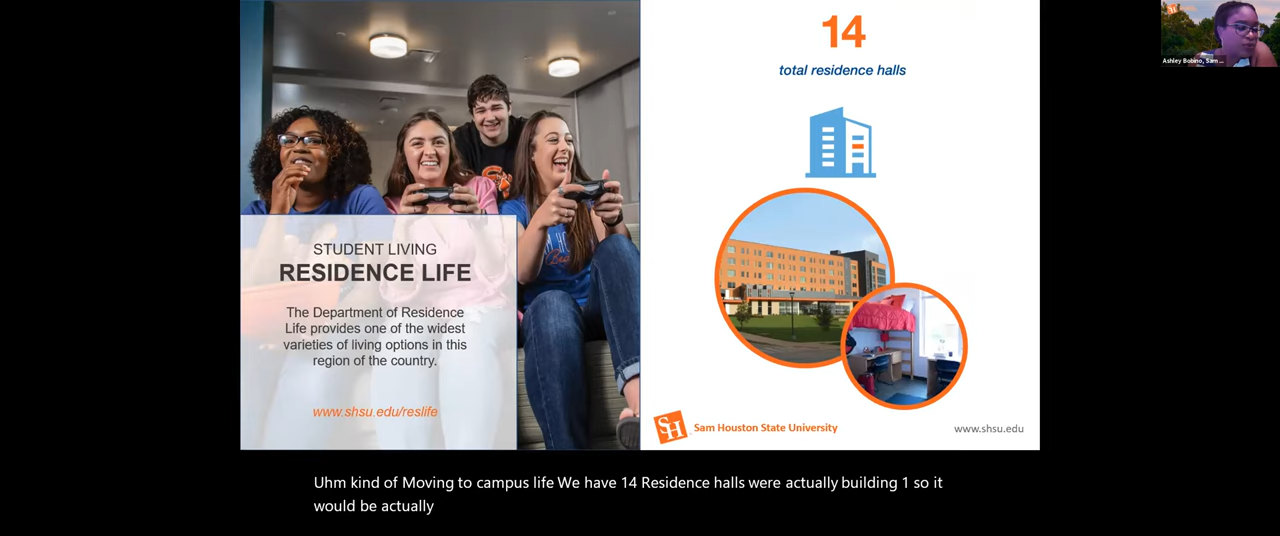 14
total residence halls
Ashley Bobino, Sam ...
STUDENT LIVING
RESIDENCE LIFE
The Department of Residence
Life provides one of the widest
varieties of living options in this
region of the country.
www.shsu.edu/reslife
SH
Sam Houston State University
www.shsu.edu
Uhm kind of Moving to campus life We have 14 Residence halls were actually building 1 so it
would be actually